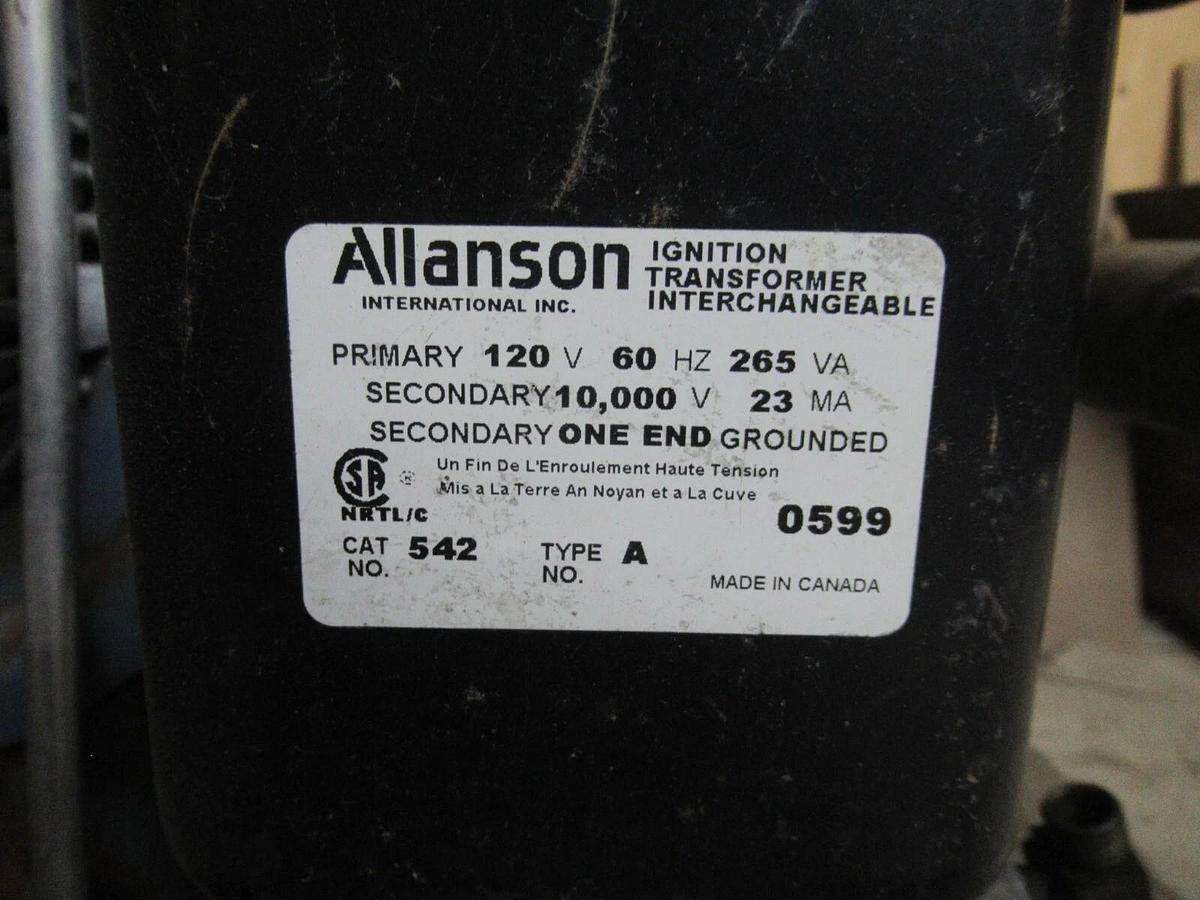 Allanson IGNITION
TRANSFORMER
INTERNATIONAL INC. INTERCHANGEABLE
PRIMARY 120 V 60 HZ 265 VA
SECONDARY 10,000 V 23 MA
SECONDARY ONE END GROUNDED
SA ® Un Fin De L'Enroulement Haute Tension
Mis a La Terre An Noyan et a La Cuve
NRTL/C 0599
CAT NO. 542 TYPE NO. A
MADE IN CANADA